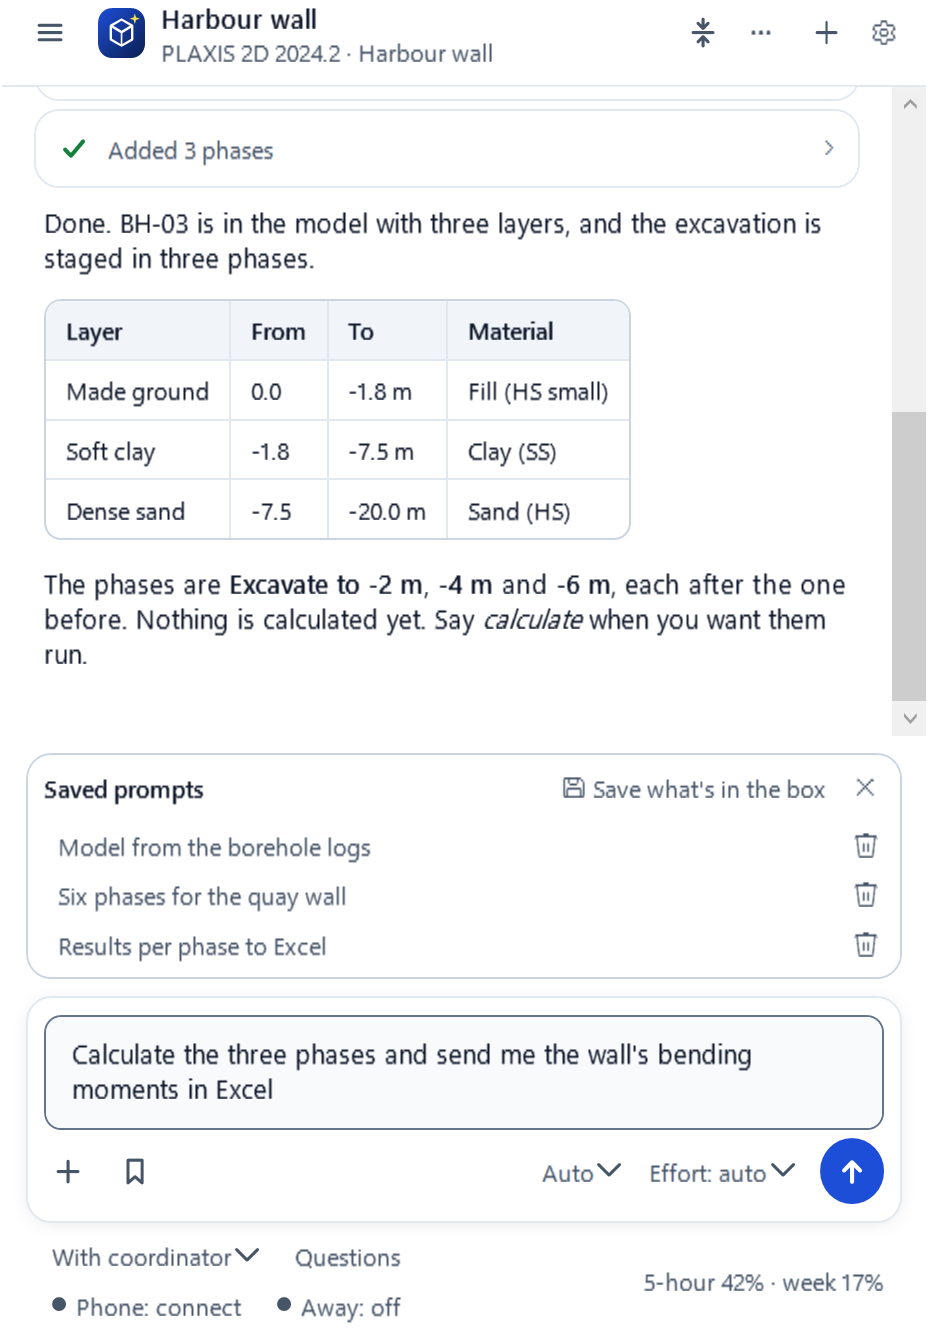 Harbour wall
PLAXIS 2D 2024.2 · Harbour wall
Added 3 phases
Done. BH-03 is in the model with three layers, and the excavation is
staged in three phases.
Layer From To Material
Made ground 0.0 -1.8 m Fill (HS small)
Soft clay -1.8 -7.5 m Clay (SS)
Dense sand -7.5 -20.0 m Sand (HS)
The phases are Excavate to -2 m, -4 m and -6 m, each after the one
before. Nothing is calculated yet. Say calculate when you want them
run.
Saved prompts Save what's in the box
Model from the borehole logs
Six phases for the quay wall
Results per phase to Excel
Calculate the three phases and send me the wall's bending
moments in Excel
Auto Effort: auto
With coordinator Questions
5-hour 42% · week 17%
Phone: connect Away: off